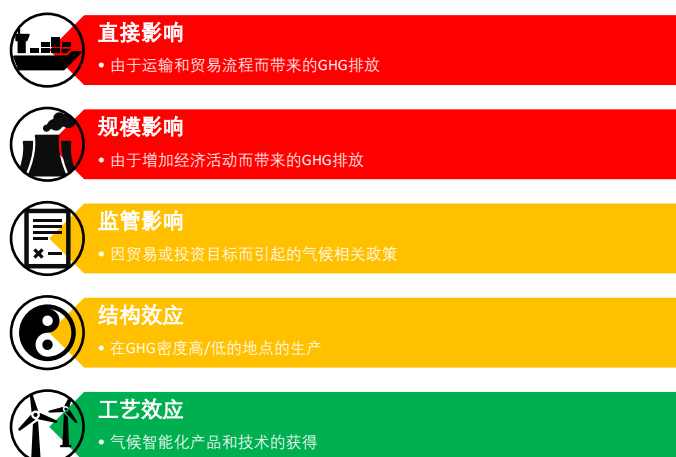 直接影响
• 由于运输和贸易流程而带来的GHG排放
规模影响
• 由于增加经济活动而带来的GHG排放
监管影响
• 因贸易或投资目标而引起的气候相关政策
结构效应
• 在GHG密度高/低的地点的生产
工艺效应
• 气候智能化产品和技术的获得